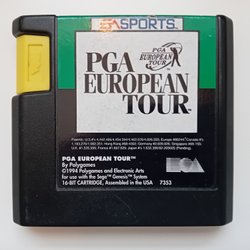 EA SPORTS
PGA
EUROPEAN
TOUR
PGA
EUROPEAN
TOUR
PGA EUROPEAN TOUR™
By Polygames
©1994 Polygames and Electronic Arts
for use with the Sega™ Genesis™ System
16-BIT CARTRIDGE, Assembled in the USA 7353
EA